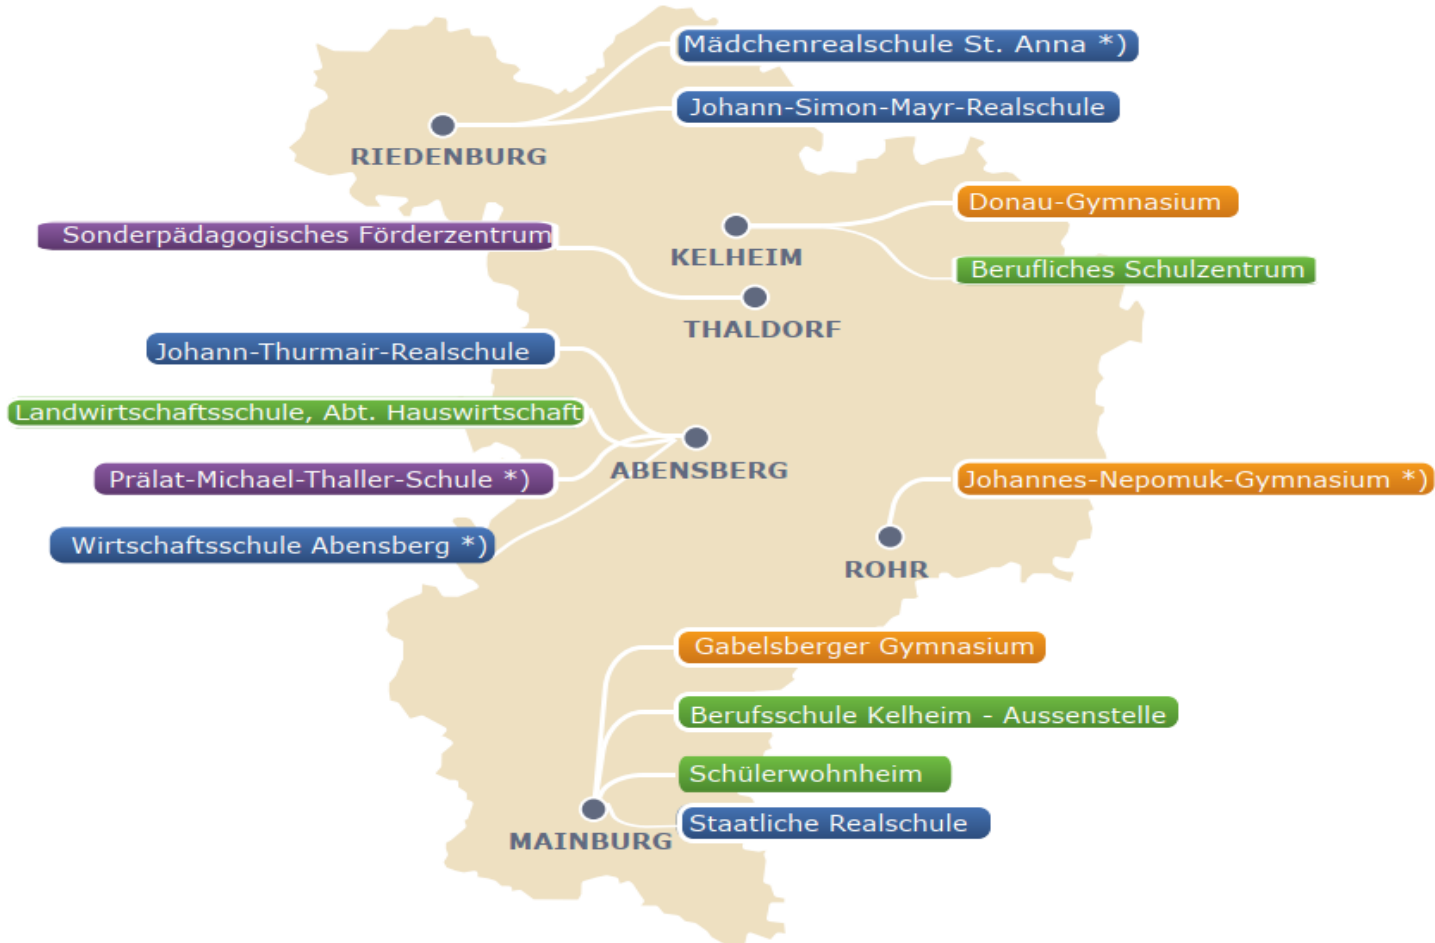 Mädchenrealschule St. Anna *)
Johann-Simon-Mayr-Realschule
RIEDENBURG
Donau-Gymnasium
Sonderpädagogisches Förderzentrum
KELHEIM
Berufliches Schulzentrum
THALDORF
Johann-Thurmair-Realschule
Landwirtschaftsschule, Abt. Hauswirtschaft
ABENSBERG
Prälat-Michael-Thaller-Schule *)
Johannes-Nepomuk-Gymnasium *)
Wirtschaftsschule Abensberg *)
ROHR
Gabelsberger Gymnasium
Berufsschule Kelheim - Aussenstelle
Schülerwohnheim
Staatliche Realschule
MAINBURG